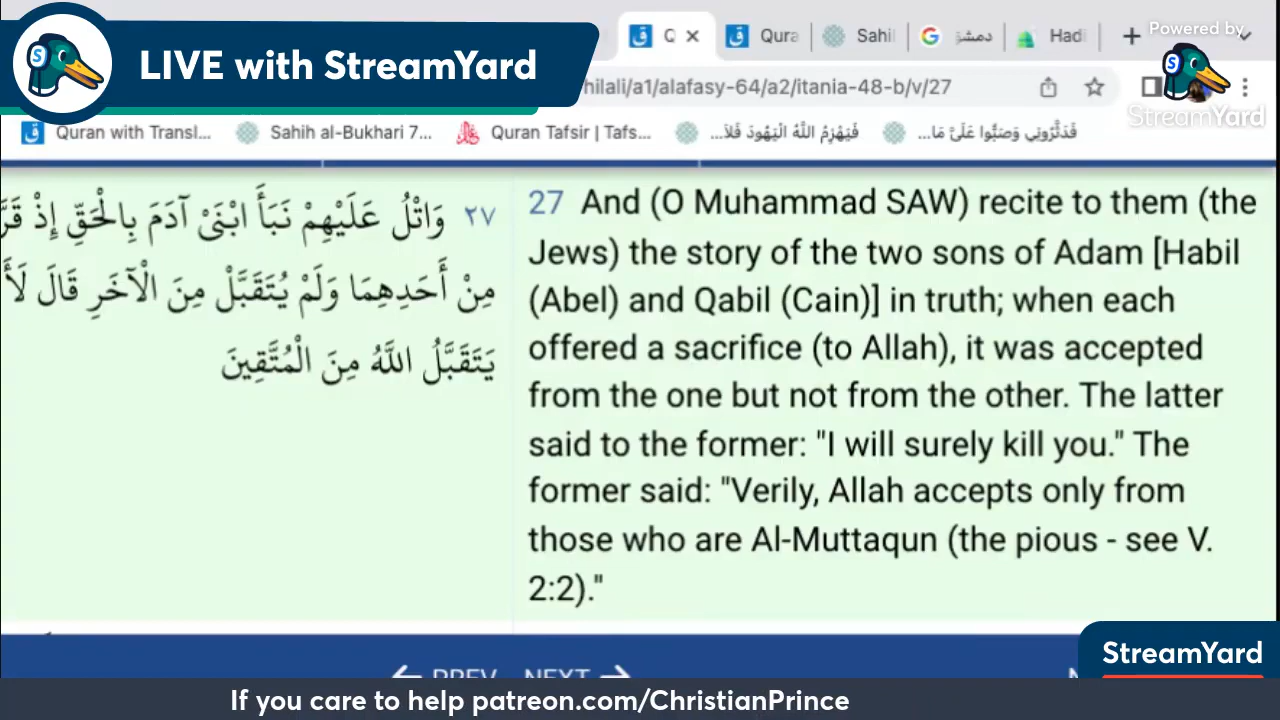 LIVE with StreamYard
Qura
Sahi
دمشق
Hadi
Powered by
StreamYard
hilali/a1/alafasy-64/a2/itania-48-b/v/27
Quran with Transl...
Sahih al-Bukhari 7...
Quran Tafsir | Tafs...
فَيَهْزِمُ اللَّهُ الْيَهُودَ فَلاَ...
فَدَثِّرُونِي وَصَبُّوا عَلَىَّ مَا...
٢٧ وَاتْلُ عَلَيْهِمْ نَبَأَ ابْنَىْ آدَمَ بِالْحَقِّ إِذْ
مِنْ أَحَدِهِمَا وَلَمْ يُتَقَبَّلْ مِنَ الْآخَرِ قَالَ
يَتَقَبَّلُ اللَّهُ مِنَ الْمُتَّقِينَ
27 And (O Muhammad SAW) recite to them (the
Jews) the story of the two sons of Adam [Habil
(Abel) and Qabil (Cain)] in truth; when each
offered a sacrifice (to Allah), it was accepted
from the one but not from the other. The latter
said to the former: "I will surely kill you." The
former said: "Verily, Allah accepts only from
those who are Al-Muttaqun (the pious - see V.
2:2)."
← PREV
NEXT →
StreamYard
If you care to help patreon.com/ChristianPrince